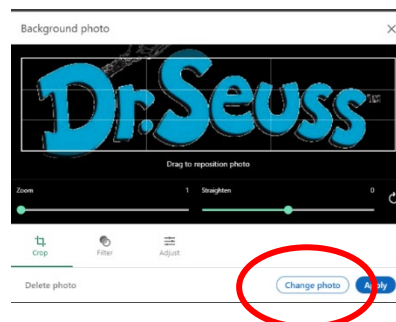 Background photo
Dr. Seuss
Drag to reposition photo
Zoom 1 Straighten 0
Crop Filter Adjust
Delete photo Change photo Apply